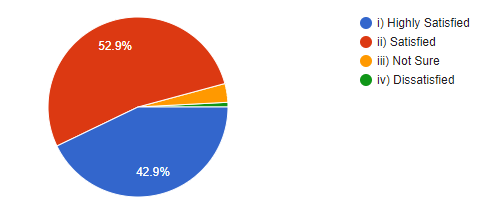 52.9%
42.9%
i) Highly Satisfied
ii) Satisfied
iii) Not Sure
iv) Dissatisfied